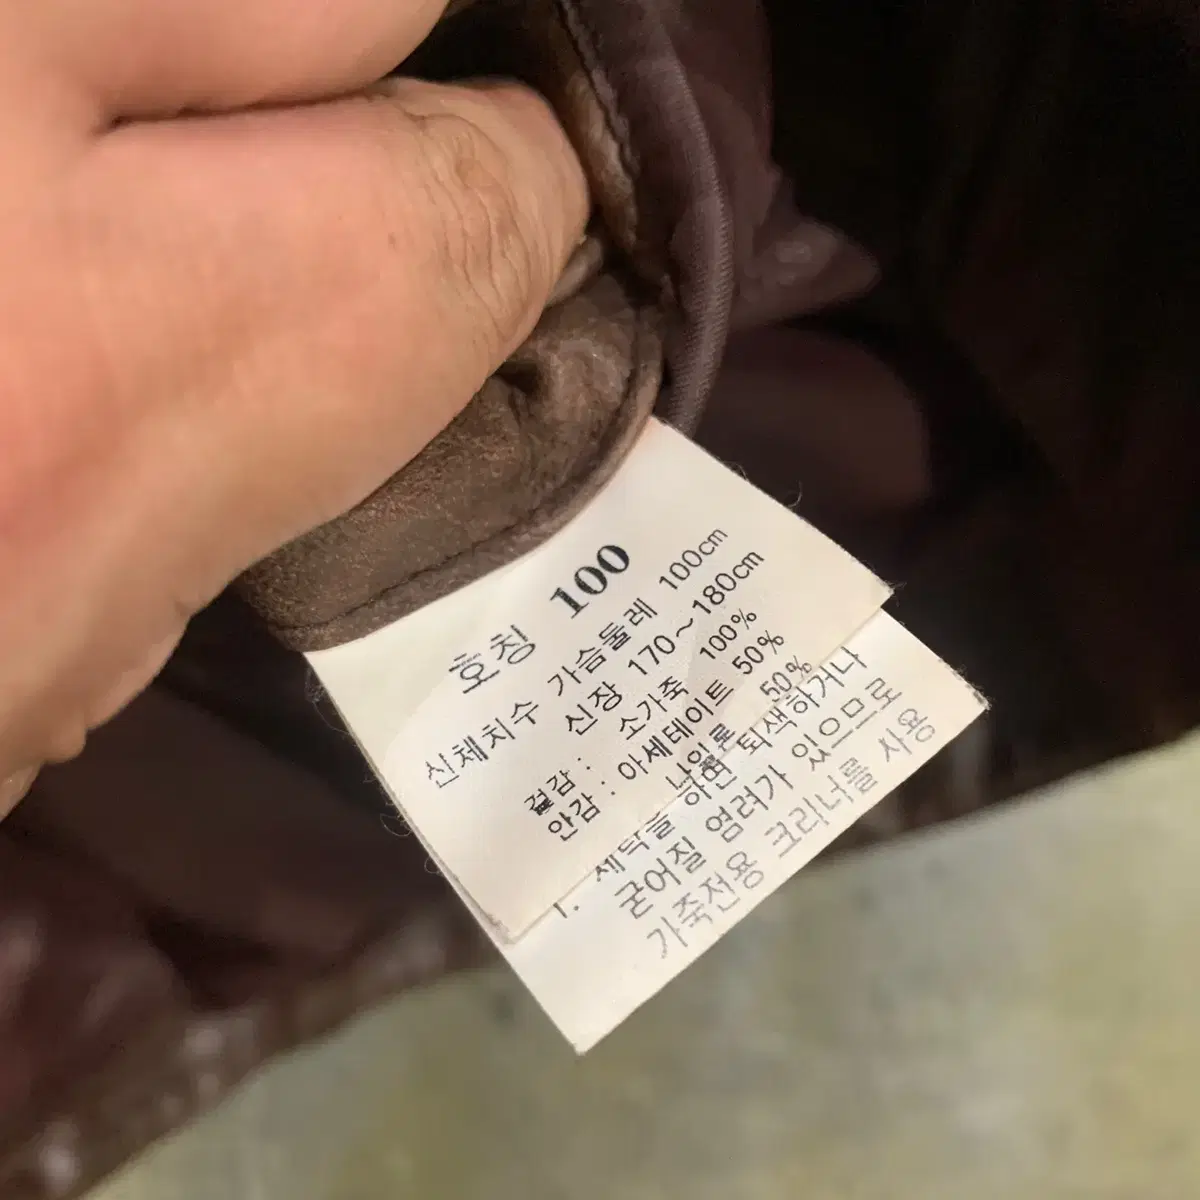 호칭 100
신체치수 가슴둘레 100cm
신장 170~180cm
겉감 : 소가죽 100%
안감 : 아세테이트 50%
나일론 50%
1. 세탁을 하면 퇴색하거나
굳어질 염려가 있으므로
가죽전용 크리너를 사용